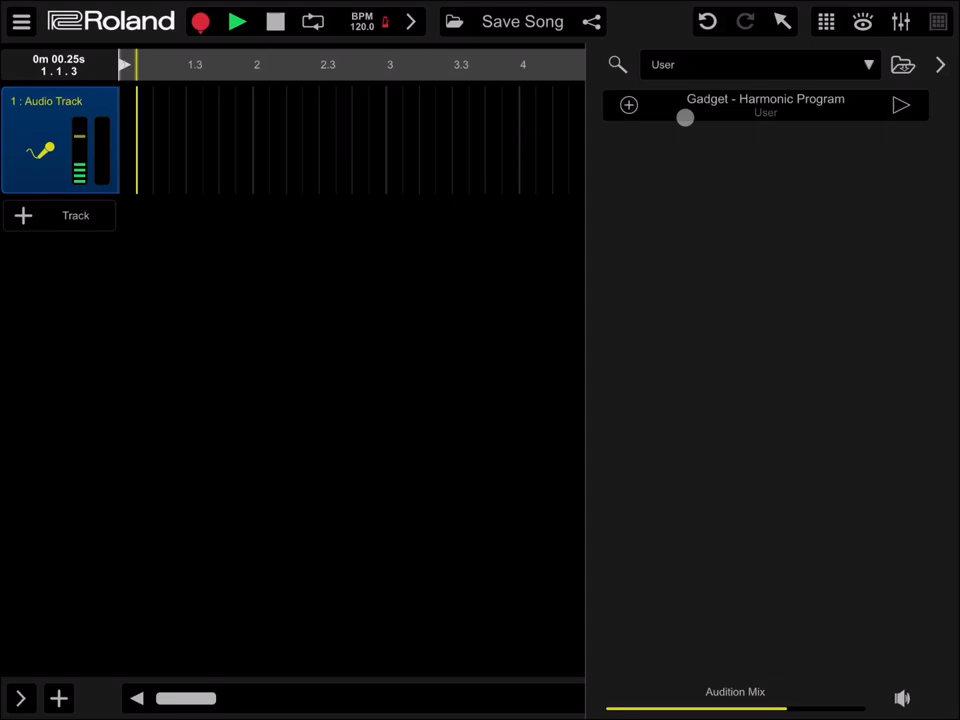 Roland
BPM
120.0
Save Song
0m 00.25s
1 . 1 . 3
1.3
2
2.3
3
3.3
4
User
1 : Audio Track
Gadget - Harmonic Program
User
Track
Audition Mix